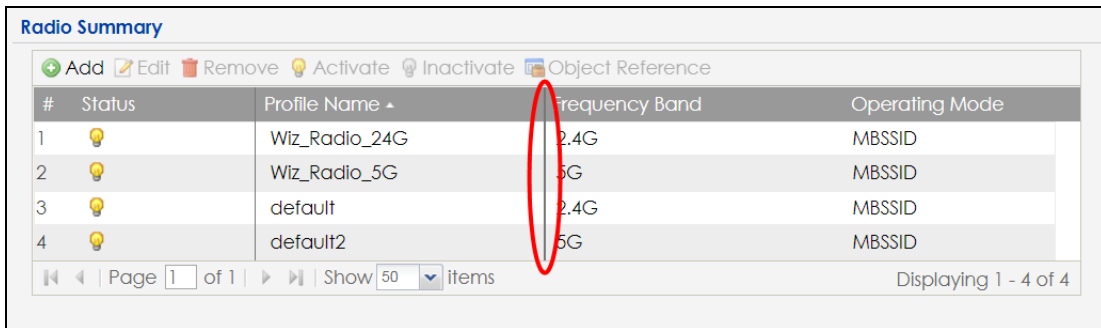 Radio Summary
Add Edit Remove Activate Inactivate Object Reference
# Status Profile Name Frequency Band Operating Mode
1 Wiz_Radio_24G 2.4G MBSSID
2 Wiz_Radio_5G 5G MBSSID
3 default 2.4G MBSSID
4 default2 5G MBSSID
Page 1 of 1 Show 50 items Displaying 1 - 4 of 4